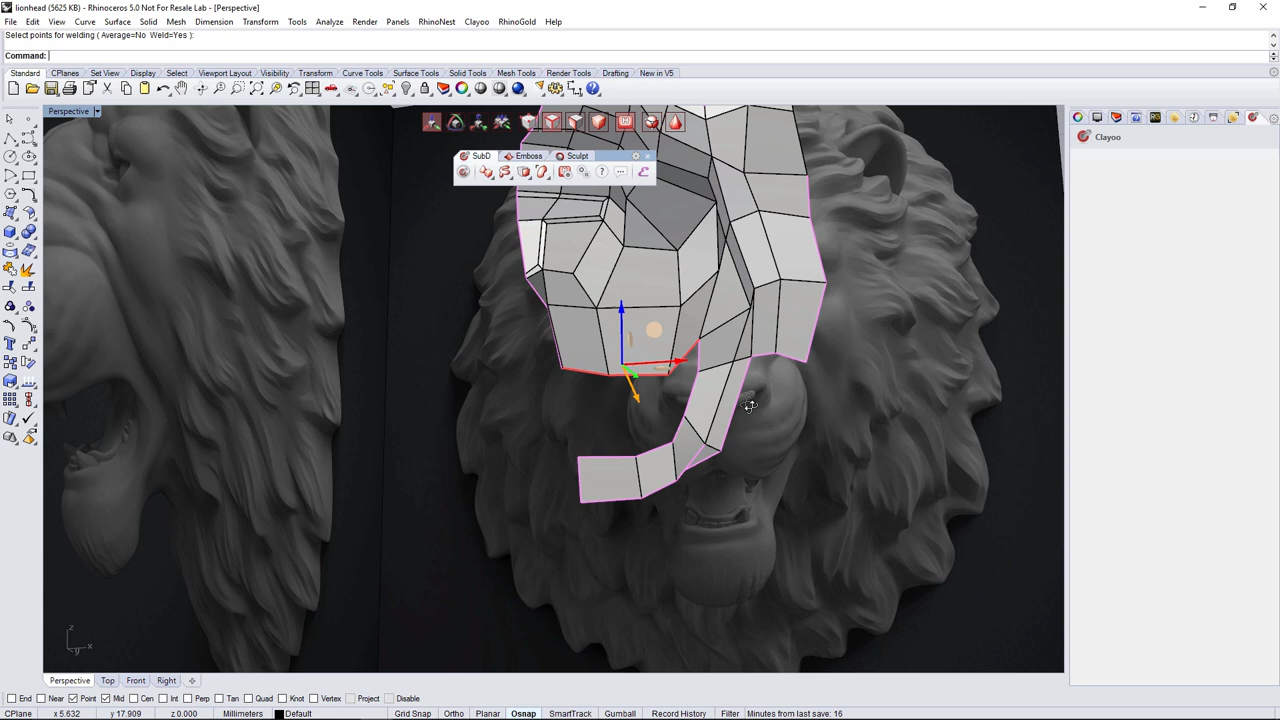 lionhead (5625 KB) - Rhinoceros 5.0 Not For Resale Lab - [Perspective]
File Edit View Curve Surface Solid Mesh Dimension Transform Tools Analyze Render Panels RhinoNest Clayoo RhinoGold Help
Select points for welding ( Average=No Weld=Yes ):
Command:
Standard CPlanes Set View Display Select Viewport Layout Visibility Transform Curve Tools Surface Tools Solid Tools Mesh Tools Render Tools Drafting New in V5
Perspective
Clayoo
SubD Emboss Sculpt
z
x
y
Perspective Top Front Right
End Near Point Mid Cen Int Perp Tan Quad Knot Vertex Project Disable
CPlane x 5.632 y 17.909 z 0.000 Millimeters Default Grid Snap Ortho Planar Osnap SmartTrack Gumball Record History Filter Minutes from last save: 16